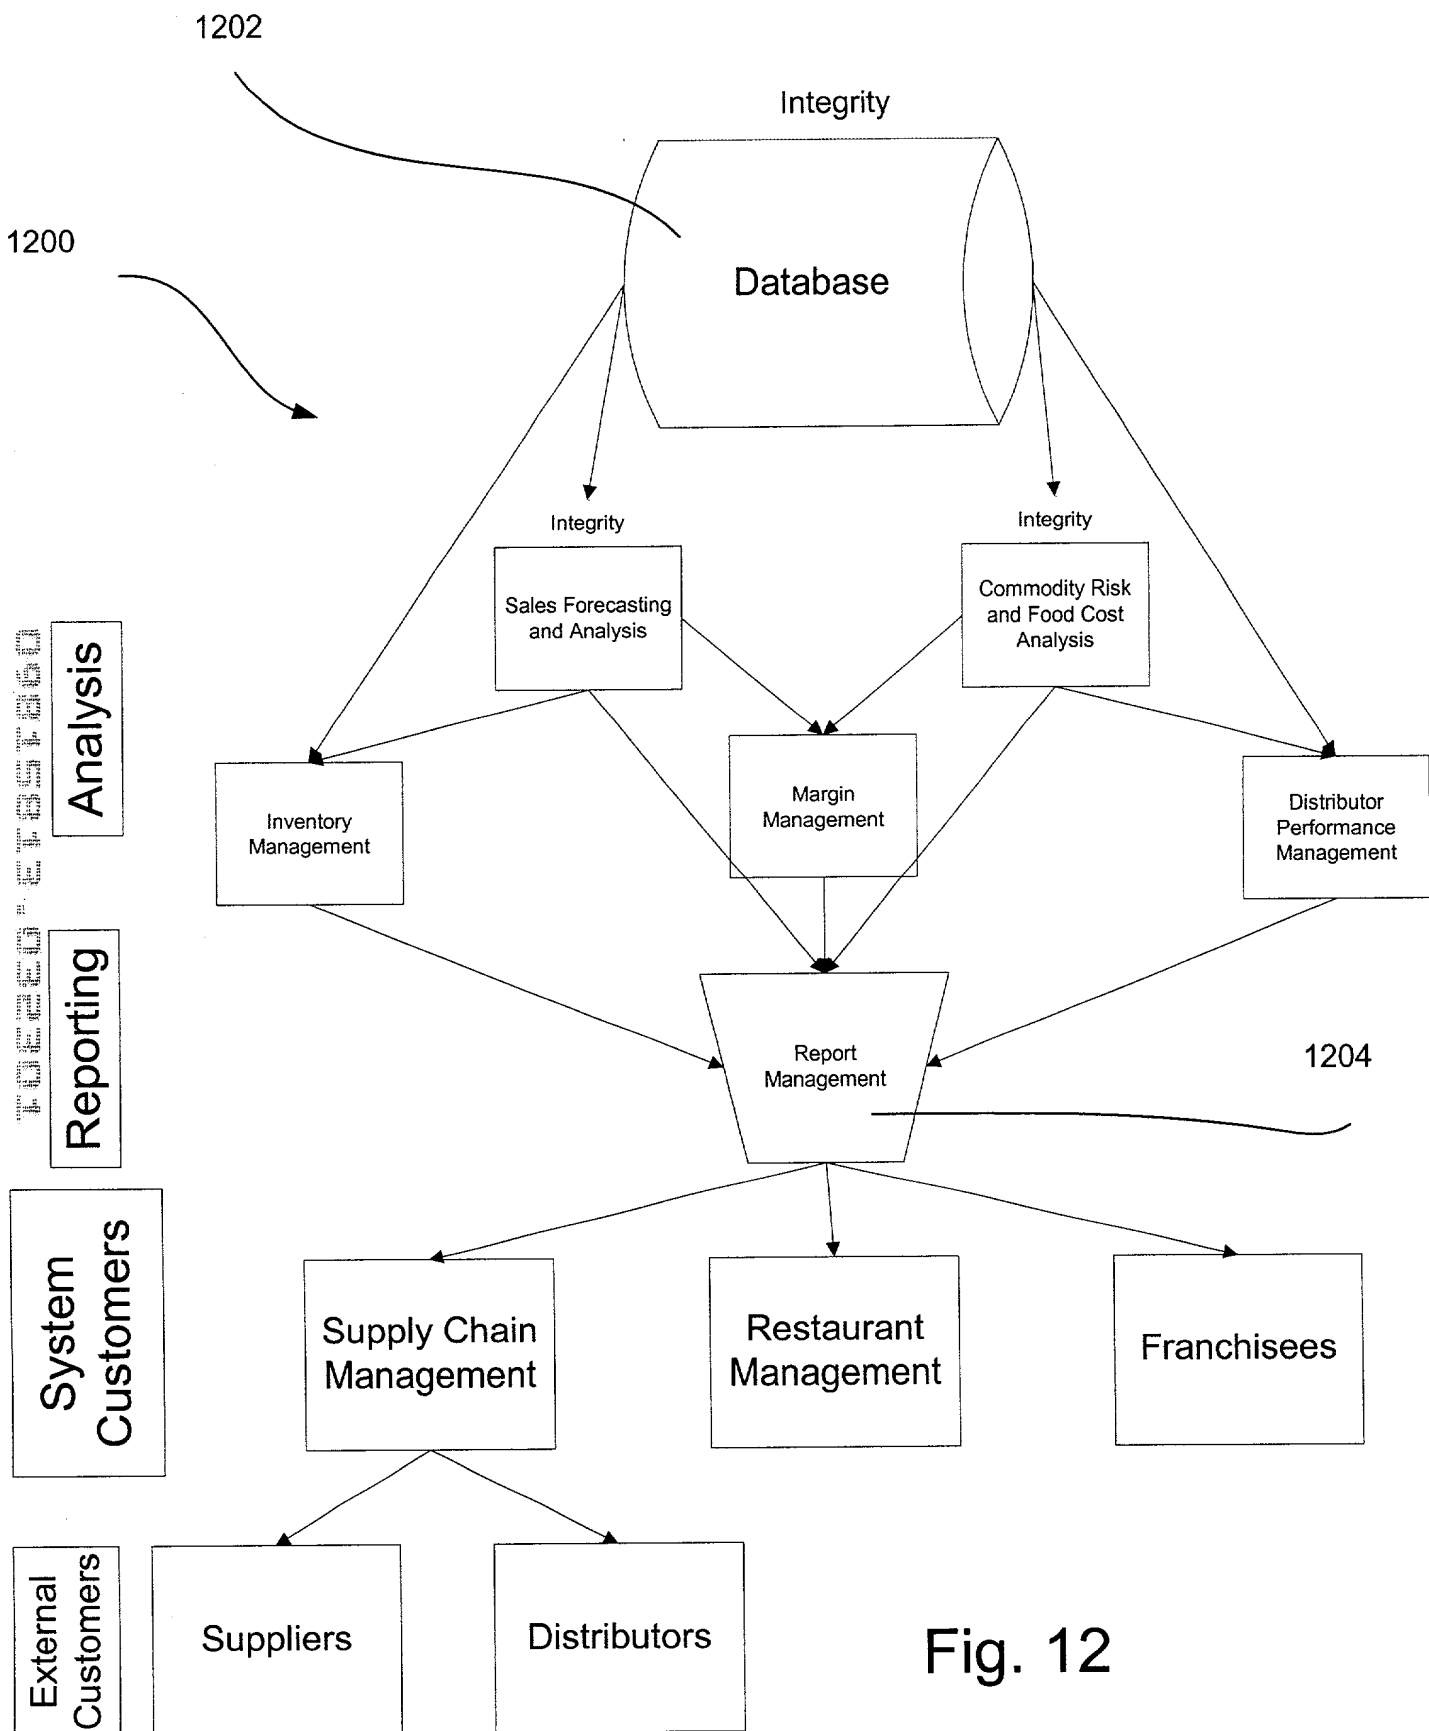 1202
Integrity
1200
Database
Integrity
Integrity
Sales Forecasting
and Analysis
Commodity Risk
and Food Cost
Analysis
Analysis
Inventory
Management
Margin
Management
Distributor
Performance
Management
Reporting
Report
Management
1204
System
Customers
Supply Chain
Management
Restaurant
Management
Franchisees
External
Customers
Suppliers
Distributors
Fig. 12